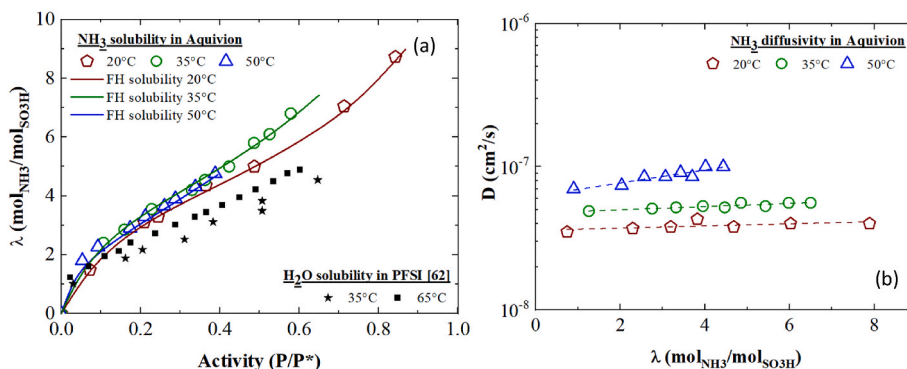 NH3 solubility in Aquivion
20°C 35°C 50°C
FH solubility 20°C
FH solubility 35°C
FH solubility 50°C
(a)
H2O solubility in PFSI [62]
35°C 65°C
λ (molNH3/molSO3H)
10
8
6
4
2
0
0.0 0.2 0.4 0.6 0.8 1.0
Activity (P/P*)
NH3 diffusivity in Aquivion
20°C 35°C 50°C
(b)
D (cm²/s)
10⁻⁶
10⁻⁷
10⁻⁸
0 2 4 6 8
λ (molNH3/molSO3H)